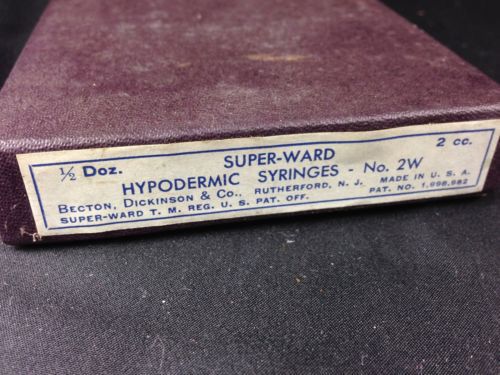 ½ Doz. SUPER-WARD 2 cc.
HYPODERMIC SYRINGES - No. 2W
BECTON, DICKINSON & Co., RUTHERFORD, N. J. MADE IN U. S. A.
SUPER-WARD T. M. REG. U. S. PAT. OFF. PAT. NO. 1,998,982